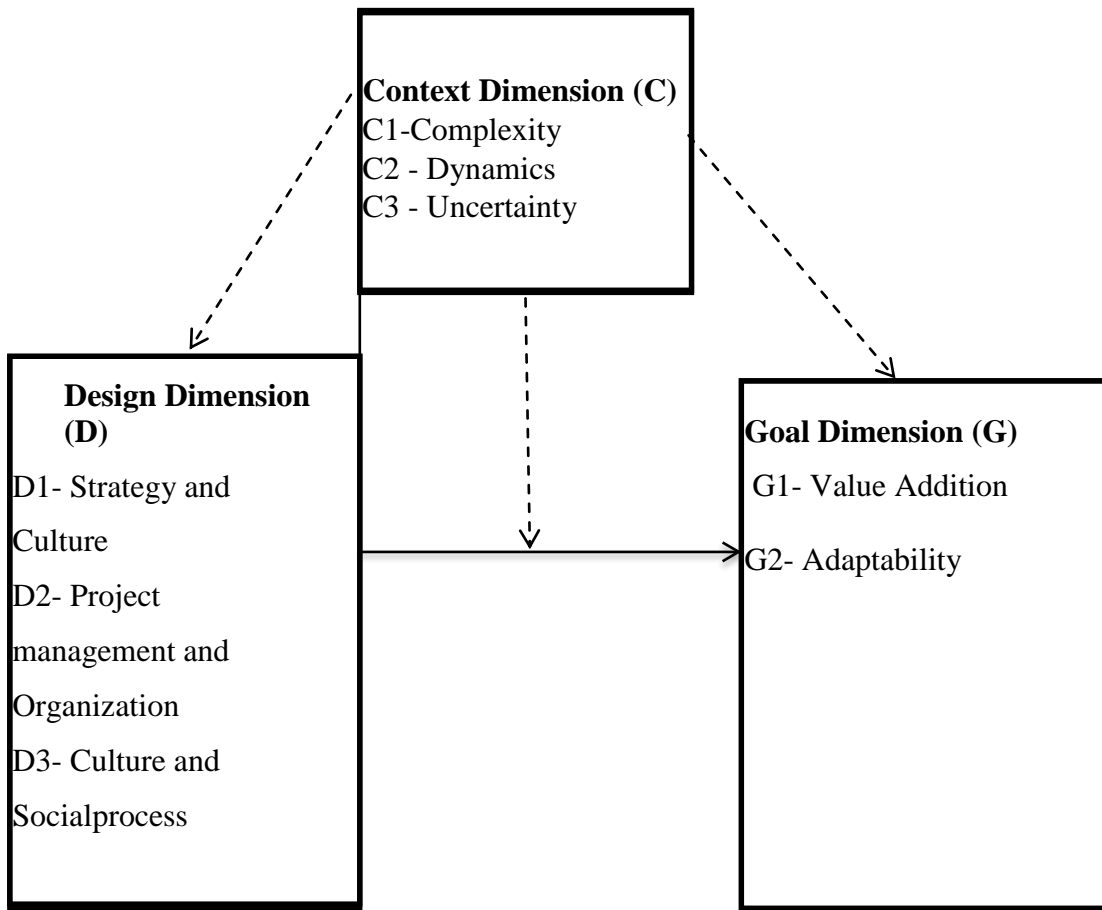 Context Dimension (C)
C1-Complexity
C2 - Dynamics
C3 - Uncertainty
Design Dimension
(D)
D1- Strategy and
Culture
D2- Project
management and
Organization
D3- Culture and
Socialprocess
Goal Dimension (G)
G1- Value Addition
G2- Adaptability